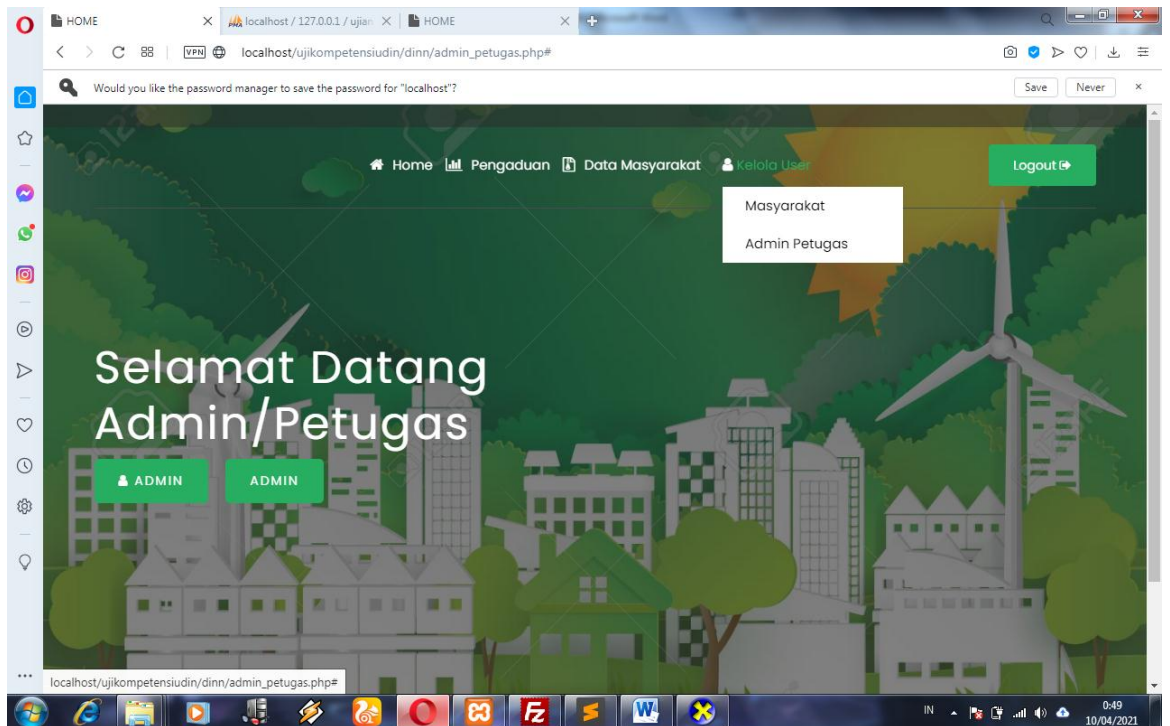 HOME
localhost / 127.0.0.1 / ujian
HOME
VPN
localhost/ujikompetensiudin/dinn/admin_petugas.php#
Would you like the password manager to save the password for "localhost"?
Save
Never
Home
Pengaduan
Data Masyarakat
Kelola User
Logout
Masyarakat
Admin Petugas
Selamat Datang
Admin/Petugas
ADMIN
ADMIN
localhost/ujikompetensiudin/dinn/admin_petugas.php#
IN
0:49
10/04/2021